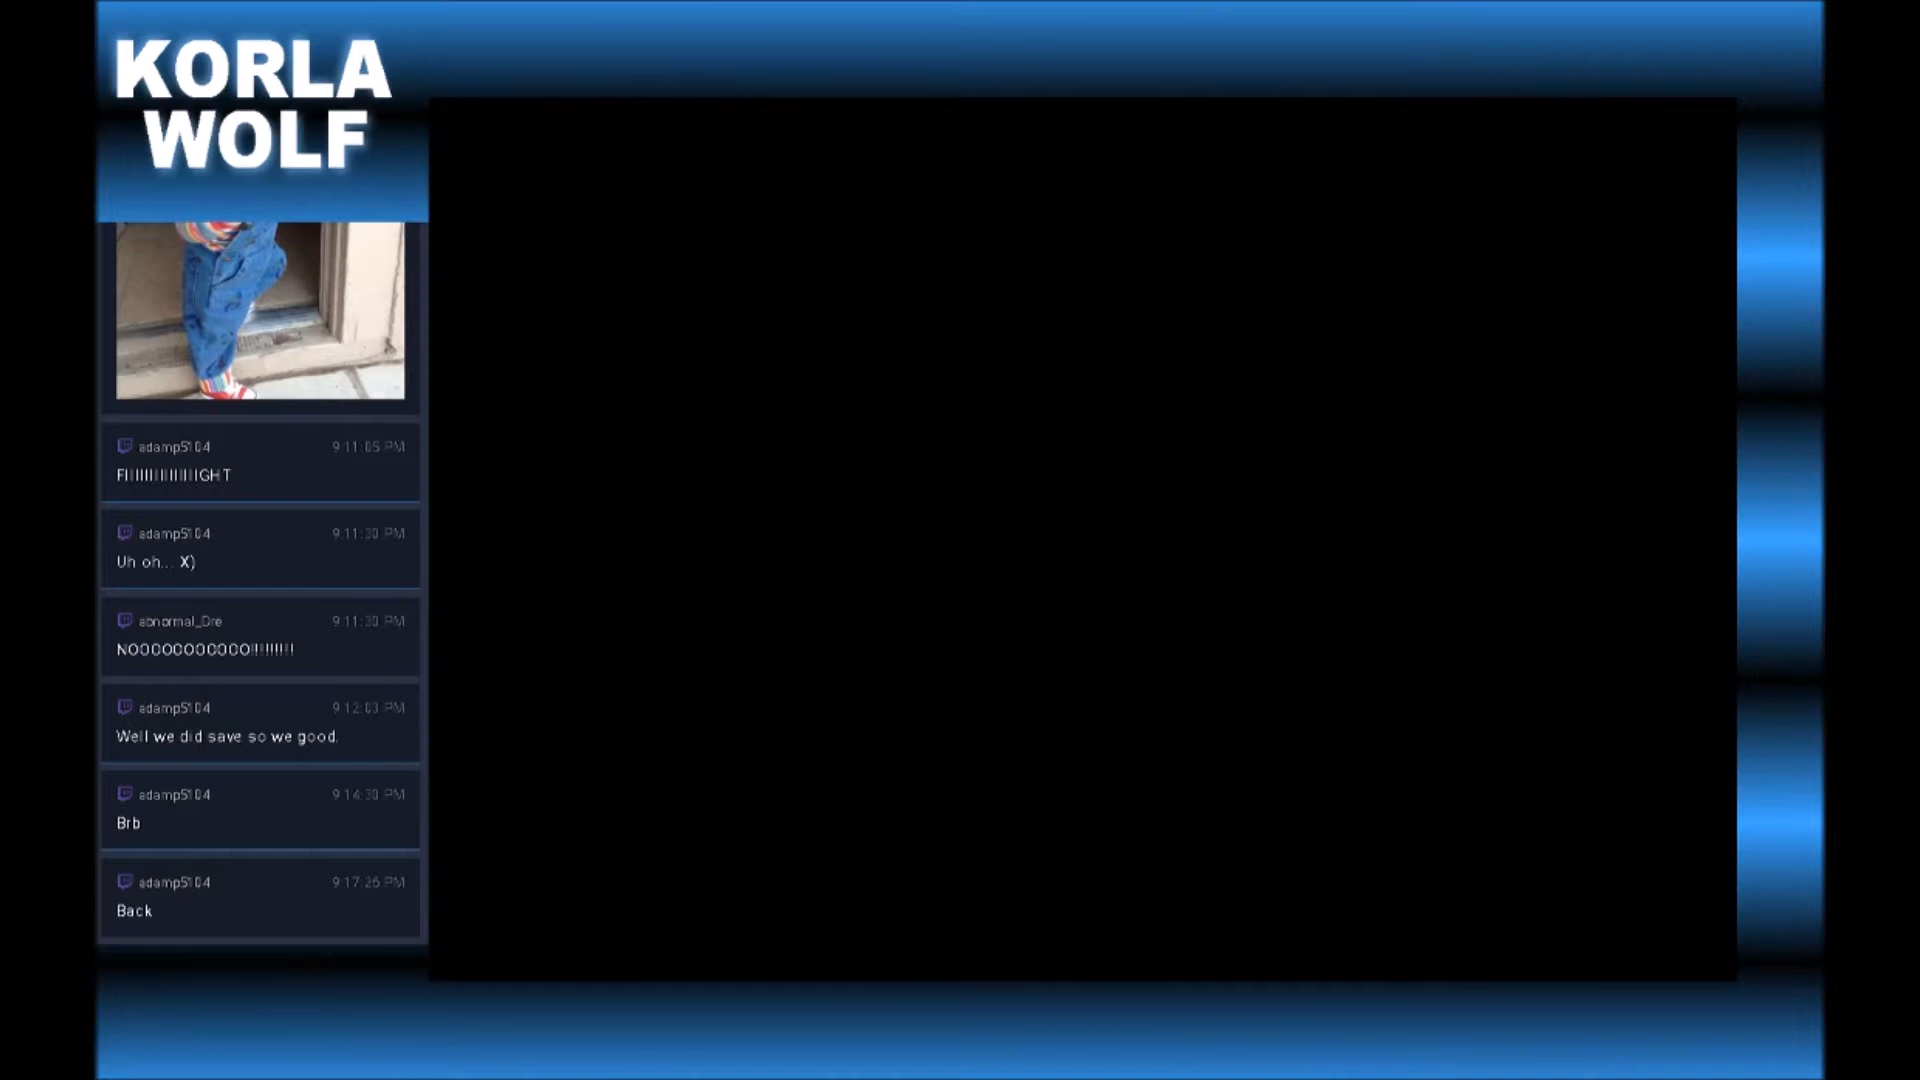 KORLA
WOLF
adamp5104 9:11:05 PM
FIIIIIIIIIIIIIIIGHT
adamp5104 9:11:30 PM
Uh oh... X)
abnormal_Dre 9:11:30 PM
NOOOOOOOOOOO!!!!!!!!!
adamp5104 9:12:03 PM
Well we did save so we good.
adamp5104 9:14:30 PM
Brb
adamp5104 9:17:26 PM
Back